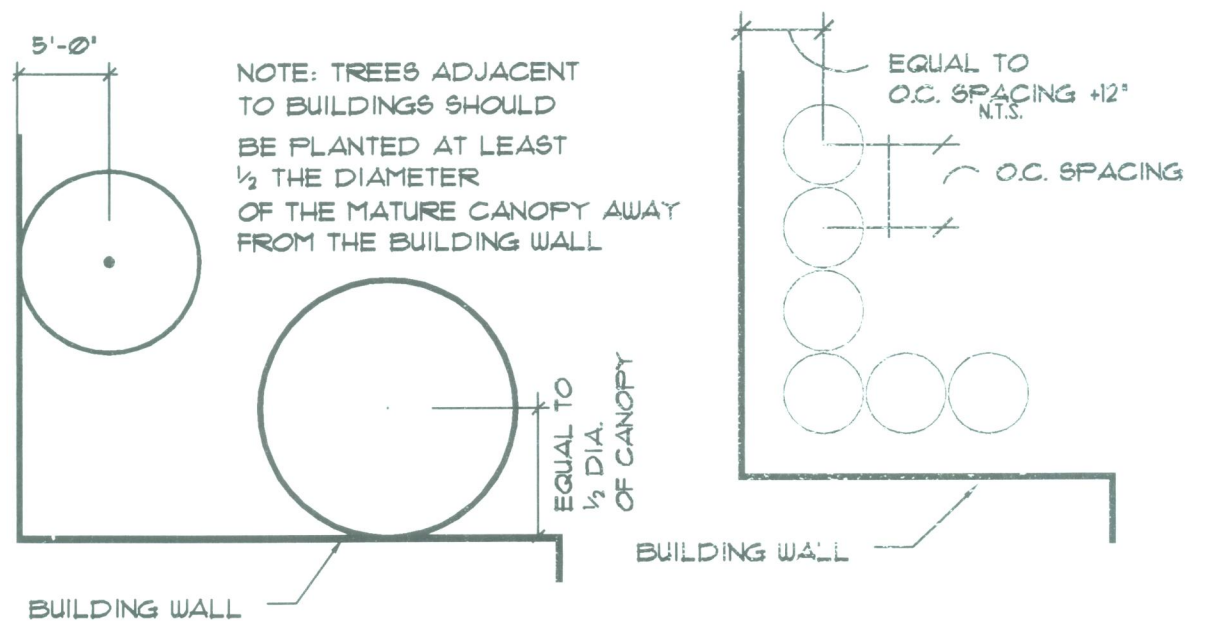 5'-0"
NOTE: TREES ADJACENT
TO BUILDINGS SHOULD
BE PLANTED AT LEAST
½ THE DIAMETER
OF THE MATURE CANOPY AWAY
FROM THE BUILDING WALL
EQUAL TO
½ DIA.
OF CANOPY
BUILDING WALL
EQUAL TO
O.C. SPACING +12"
N.T.S.
O.C. SPACING
BUILDING WALL